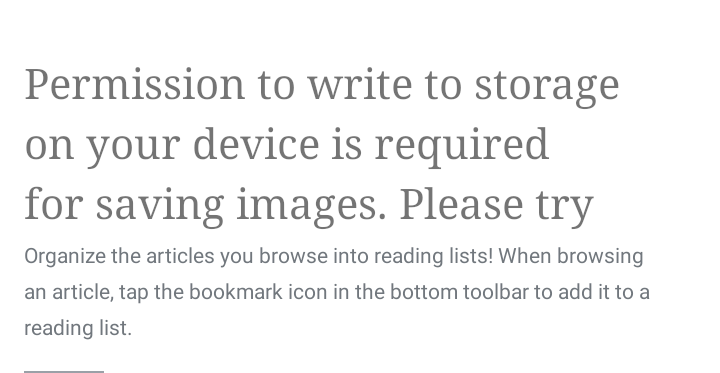 Permission to write to storage
on your device is required
for saving images. Please try
Organize the articles you browse into reading lists! When browsing
an article, tap the bookmark icon in the bottom toolbar to add it to a
reading list.